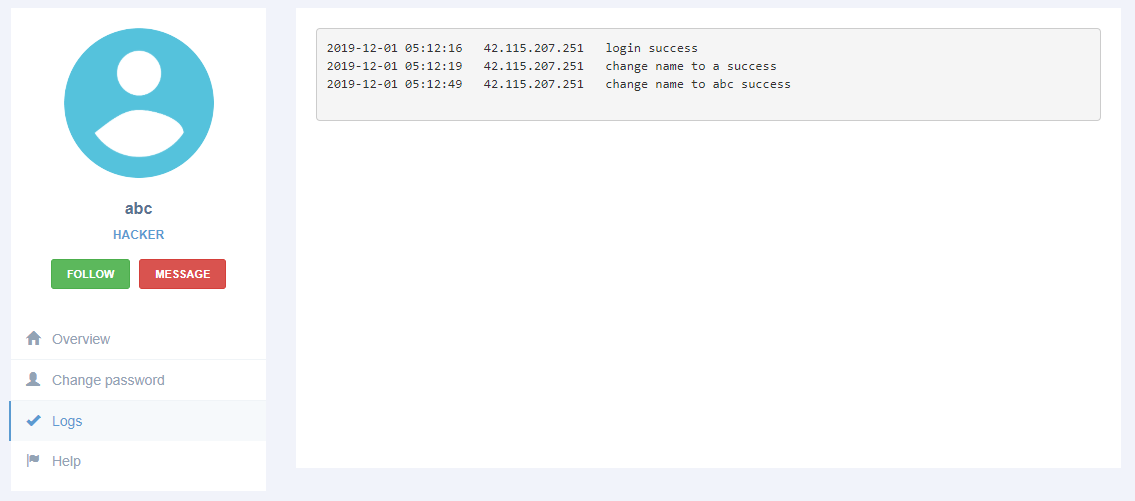 abc
HACKER
FOLLOW MESSAGE
Overview
Change password
Logs
Help
2019-12-01 05:12:16 42.115.207.251 login success
2019-12-01 05:12:19 42.115.207.251 change name to a success
2019-12-01 05:12:49 42.115.207.251 change name to abc success